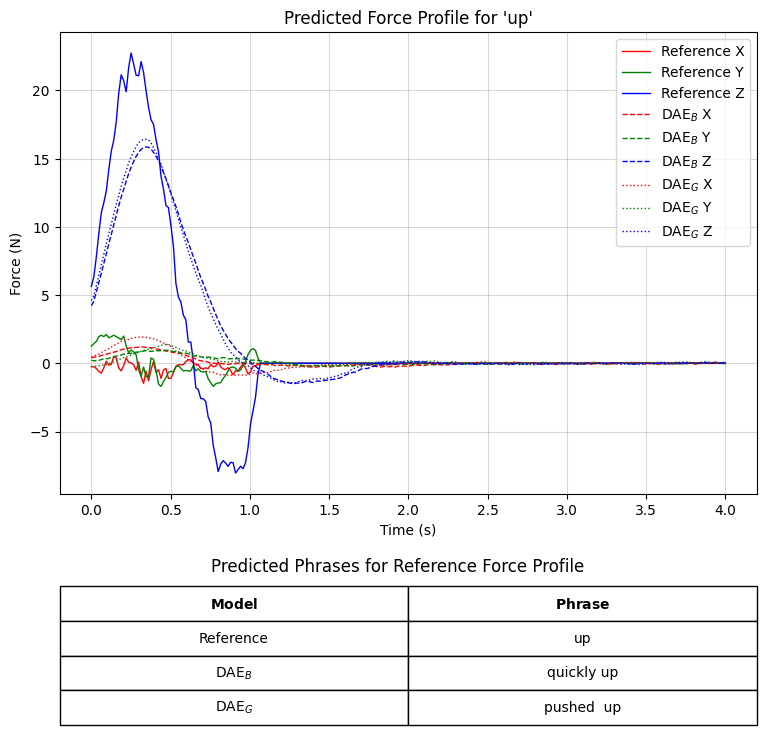 Predicted Force Profile for 'up'
Reference X
Reference Y
Reference Z
DAE_B X
DAE_B Y
DAE_B Z
DAE_G X
DAE_G Y
DAE_G Z
Force (N)
20
15
10
5
0
−5
0.0 0.5 1.0 1.5 2.0 2.5 3.0 3.5 4.0
Time (s)
Predicted Phrases for Reference Force Profile
Model Phrase
Reference up
DAE_B quickly up
DAE_G pushed  up